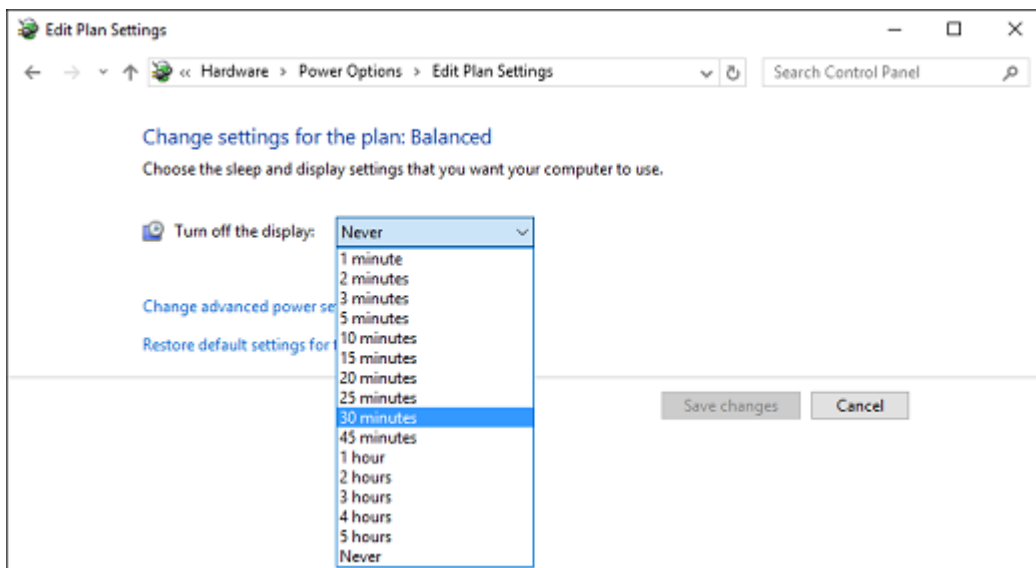 Edit Plan Settings
« Hardware > Power Options > Edit Plan Settings
Search Control Panel
Change settings for the plan: Balanced
Choose the sleep and display settings that you want your computer to use.
Turn off the display: Never
1 minute
2 minutes
3 minutes
5 minutes
10 minutes
15 minutes
20 minutes
25 minutes
30 minutes
45 minutes
1 hour
2 hours
3 hours
4 hours
5 hours
Never
Change advanced power se
Restore default settings for
Save changes
Cancel